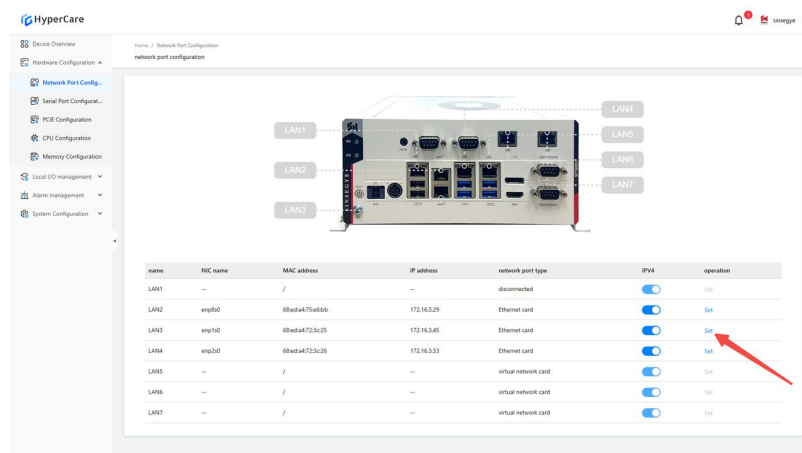 HyperCare
1
sinsegye
Device Overview
Home / Network Port Configuration
Hardware Configuration
network port configuration
Network Port Config...
Serial Port Configurat...
PCIE Configuration
CPU Configuration
Memory Configuration
Local I/O management
Alarm management
System Configuration
LAN1
LAN2
LAN3
LAN4
LAN5
LAN6
LAN7
SINSEGYE
name NIC name MAC address IP address network port type IPV4 operation
LAN1 -- / -- disconnected Set
LAN2 enp8s0 68:ed:a4:75:e6:bb 172.16.3.29 Ethernet card Set
LAN3 enp1s0 68:ed:a4:72:3c:25 172.16.3.45 Ethernet card Set
LAN4 enp2s0 68:ed:a4:72:3c:26 172.16.3.53 Ethernet card Set
LAN5 -- / -- virtual network card Set
LAN6 -- / -- virtual network card Set
LAN7 -- / -- virtual network card Set